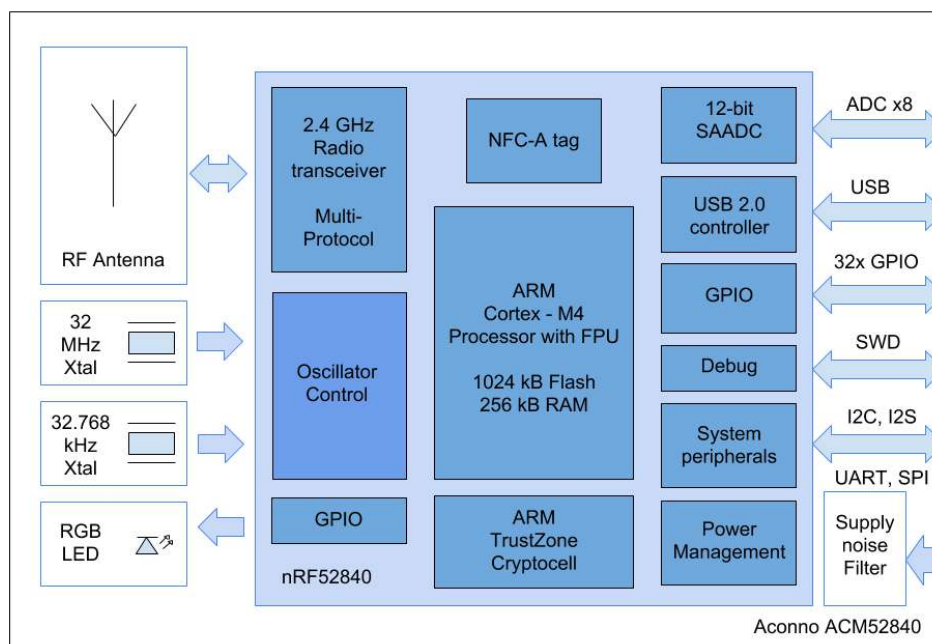 RF Antenna
32
MHz
Xtal
32.768
kHz
Xtal
RGB
LED
2.4 GHz
Radio
transceiver
Multi-
Protocol
Oscillator
Control
GPIO
nRF52840
NFC-A tag
ARM
Cortex - M4
Processor with FPU
1024 kB Flash
256 kB RAM
ARM
TrustZone
Cryptocell
12-bit
SAADC
USB 2.0
controller
GPIO
Debug
System
peripherals
Power
Management
ADC x8
USB
32x GPIO
SWD
I2C, I2S
UART, SPI
Supply
noise
Filter
Aconno ACM52840